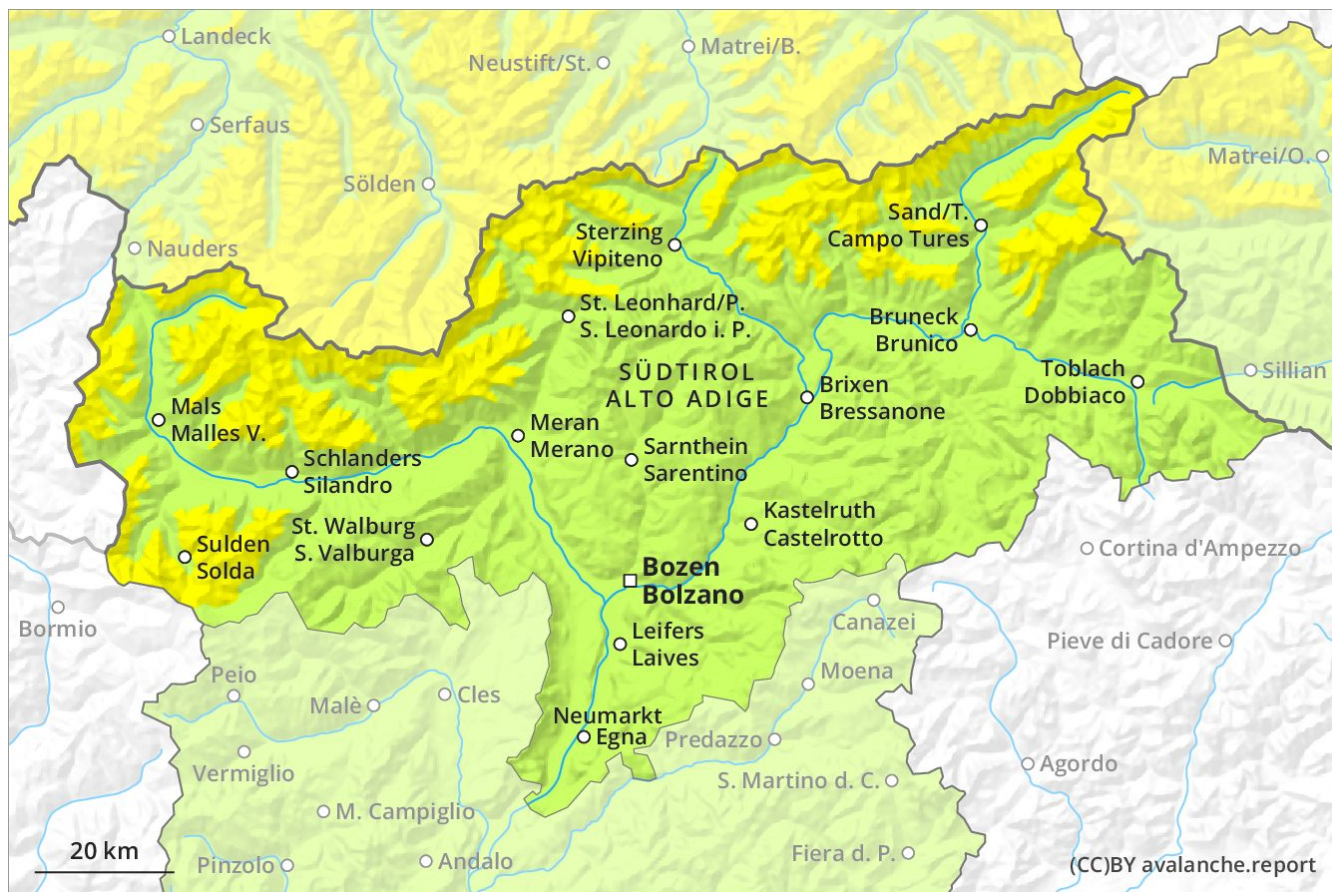 Landeck
Matrei/B.
Neustift/St.
Serfaus
Matrei/O.
Sölden
Nauders
Sand/T.
Campo Tures
Sterzing
Vipiteno
St. Leonhard/P.
S. Leonardo i. P.
Bruneck
Brunico
SÜDTIROL
ALTO ADIGE
Toblach
Dobbiaco
Sillian
Brixen
Bressanone
Mals
Malles V.
Meran
Merano
Sarnthein
Sarentino
Schlanders
Silandro
Kastelruth
Castelrotto
St. Walburg
S. Valburga
Sulden
Solda
Cortina d'Ampezzo
Bozen
Bolzano
Bormio
Canazei
Leifers
Laives
Pieve di Cadore
Peio
Moena
Malè
Cles
Neumarkt
Egna
Predazzo
Vermiglio
Agordo
S. Martino d. C.
M. Campiglio
20 km
Pinzolo
Andalo
Fiera d. P.
(CC)BY avalanche.report